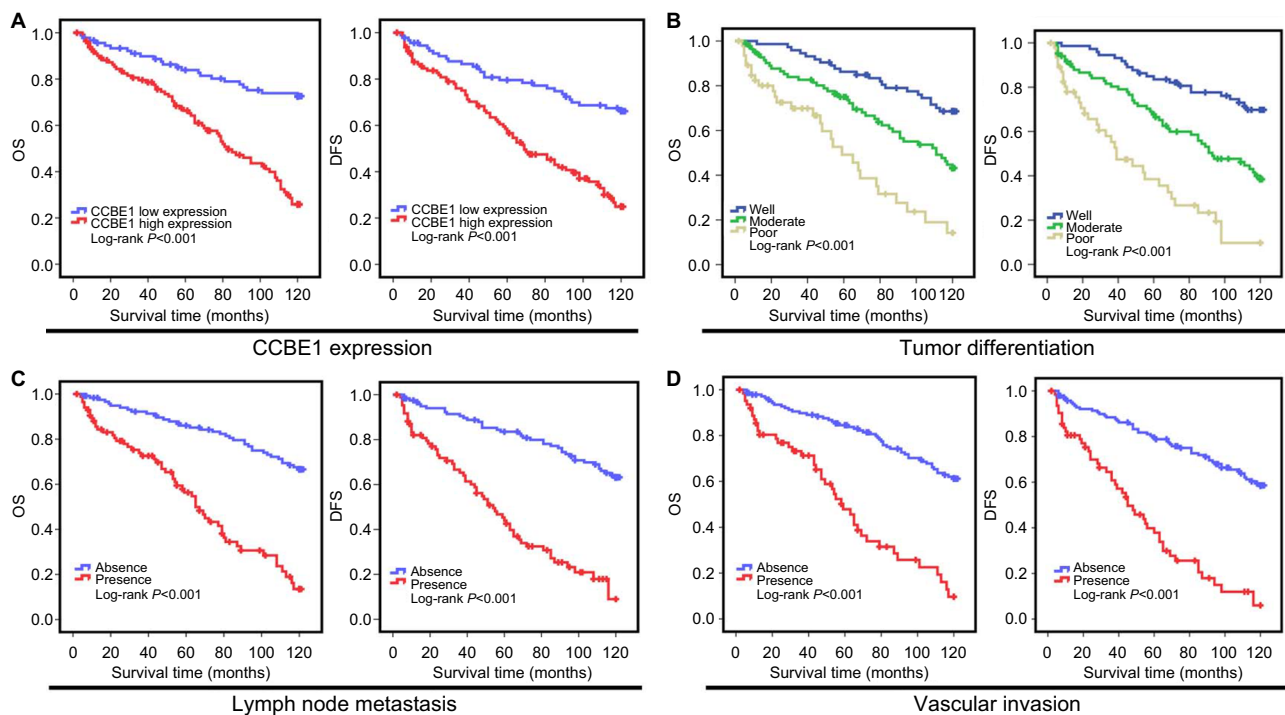 A
1.0
0.8
0.6
0.4
0.2
0.0
OS
CCBE1 low expression
CCBE1 high expression
Log-rank P<0.001
0 20 40 60 80 100 120
Survival time (months)
1.0
0.8
0.6
0.4
0.2
0.0
DFS
CCBE1 low expression
CCBE1 high expression
Log-rank P<0.001
0 20 40 60 80 100 120
Survival time (months)
CCBE1 expression
B
1.0
0.8
0.6
0.4
0.2
0.0
OS
Well
Moderate
Poor
Log-rank P<0.001
0 20 40 60 80 100 120
Survival time (months)
1.0
0.8
0.6
0.4
0.2
0.0
DFS
Well
Moderate
Poor
Log-rank P<0.001
0 20 40 60 80 100 120
Survival time (months)
Tumor differentiation
C
1.0
0.8
0.6
0.4
0.2
0.0
OS
Absence
Presence
Log-rank P<0.001
0 20 40 60 80 100 120
Survival time (months)
1.0
0.8
0.6
0.4
0.2
0.0
DFS
Absence
Presence
Log-rank P<0.001
0 20 40 60 80 100 120
Survival time (months)
Lymph node metastasis
D
1.0
0.8
0.6
0.4
0.2
0.0
OS
Absence
Presence
Log-rank P<0.001
0 20 40 60 80 100 120
Survival time (months)
1.0
0.8
0.6
0.4
0.2
0.0
DFS
Absence
Presence
Log-rank P<0.001
0 20 40 60 80 100 120
Survival time (months)
Vascular invasion